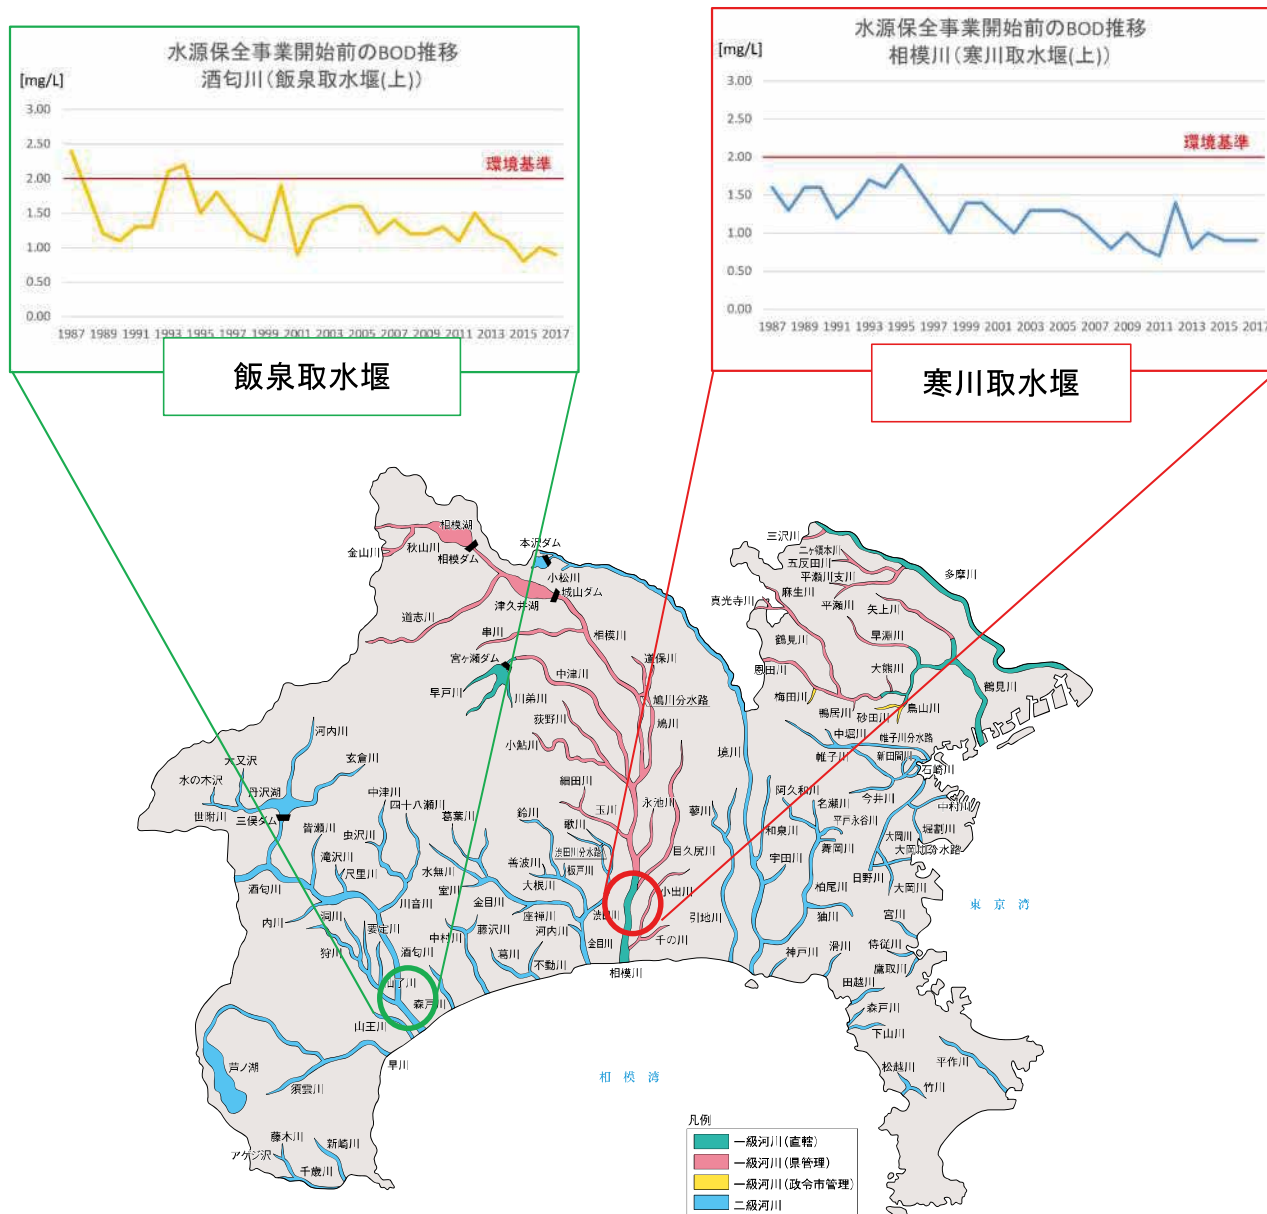 水源保全事業開始前のBOD推移
酒匂川(飯泉取水堰(上))
[mg/L]
3.00
2.50
2.00
1.50
1.00
0.50
0.00
環境基準
1987 1989 1991 1993 1995 1997 1999 2001 2003 2005 2007 2009 2011 2013 2015 2017
飯泉取水堰
水源保全事業開始前のBOD推移
相模川(寒川取水堰(上))
[mg/L]
3.00
2.50
2.00
1.50
1.00
0.50
0.00
環境基準
1987 1989 1991 1993 1995 1997 1999 2001 2003 2005 2007 2009 2011 2013 2015 2017
寒川取水堰
相模湖
金山川
秋山川
相模ダム
本沢ダム
小松川
城山ダム
津久井湖
道志川
串川
相模川
宮ヶ瀬ダム
早戸川
川弟川
中津川
道保川
鳩川分水路
鳩川
荻野川
小鮎川
細田川
玉川
永池川
目久尻川
小出川
千の川
相模川
三沢川
二ヶ領本川
五反田川
平瀬川支川
麻生川
平瀬川
矢上川
多摩川
真光寺川
鶴見川
早淵川
恩田川
大熊川
梅田川
鴨居川
砂田川
鳥山川
鶴見川
中堀川
帷子川分水路
帷子川
新田間川
石崎川
今井川
中村川
堀割川
大岡川
大岡川分水路
日野川
大岡川
境川
阿久和川
名瀬川
平戸永谷川
和泉川
舞岡川
宇田川
柏尾川
㹨川
蓼川
引地川
神戸川
滑川
宮川
侍従川
鷹取川
田越川
森戸川
下山川
松越川
竹川
平作川
河内川
玄倉川
大又沢
水の木沢
丹沢湖
世附川
三保ダム
皆瀬川
虫沢川
中津川
四十八瀬川
葛葉川
滝沢川
尺里川
水無川
室川
鈴川
歌川
渋田川分水路
板戸川
善波川
大根川
金目川
座禅川
河内川
渋田川
金目川
酒匂川
内川
洞川
要定川
川音川
狩川
中村川
藤沢川
葛川
不動川
酒匂川
山王川
森戸川
早川
芦ノ湖
須雲川
藤木川
新崎川
アケジ沢
千歳川
相模湾
東京湾
凡例
一級河川(直轄)
一級河川(県管理)
一級河川(政令市管理)
二級河川